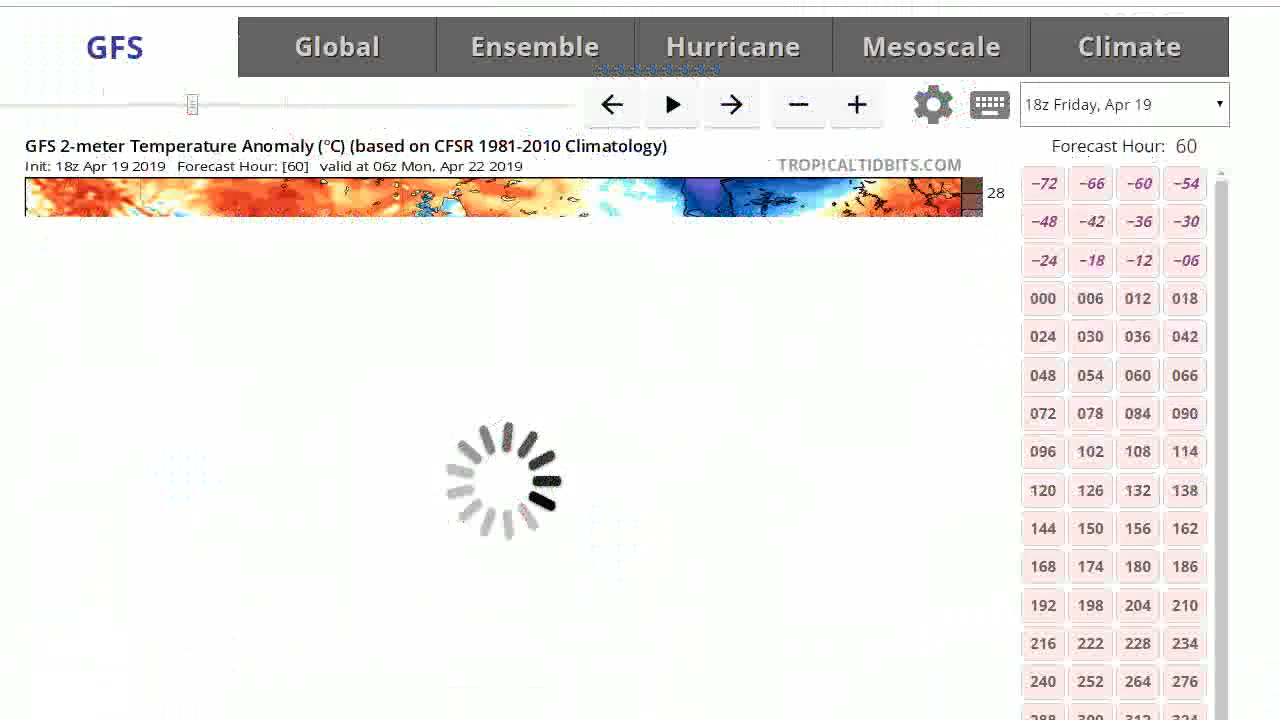 GFS Global Ensemble Hurricane Mesoscale Climate
18z Friday, Apr 19
GFS 2-meter Temperature Anomaly (°C) (based on CFSR 1981-2010 Climatology)
Init: 18z Apr 19 2019 Forecast Hour: [60] valid at 06z Mon, Apr 22 2019
TROPICALTIDBITS.COM
28
Forecast Hour: 60
−72 −66 −60 −54
−48 −42 −36 −30
−24 −18 −12 −06
000 006 012 018
024 030 036 042
048 054 060 066
072 078 084 090
096 102 108 114
120 126 132 138
144 150 156 162
168 174 180 186
192 198 204 210
216 222 228 234
240 252 264 276